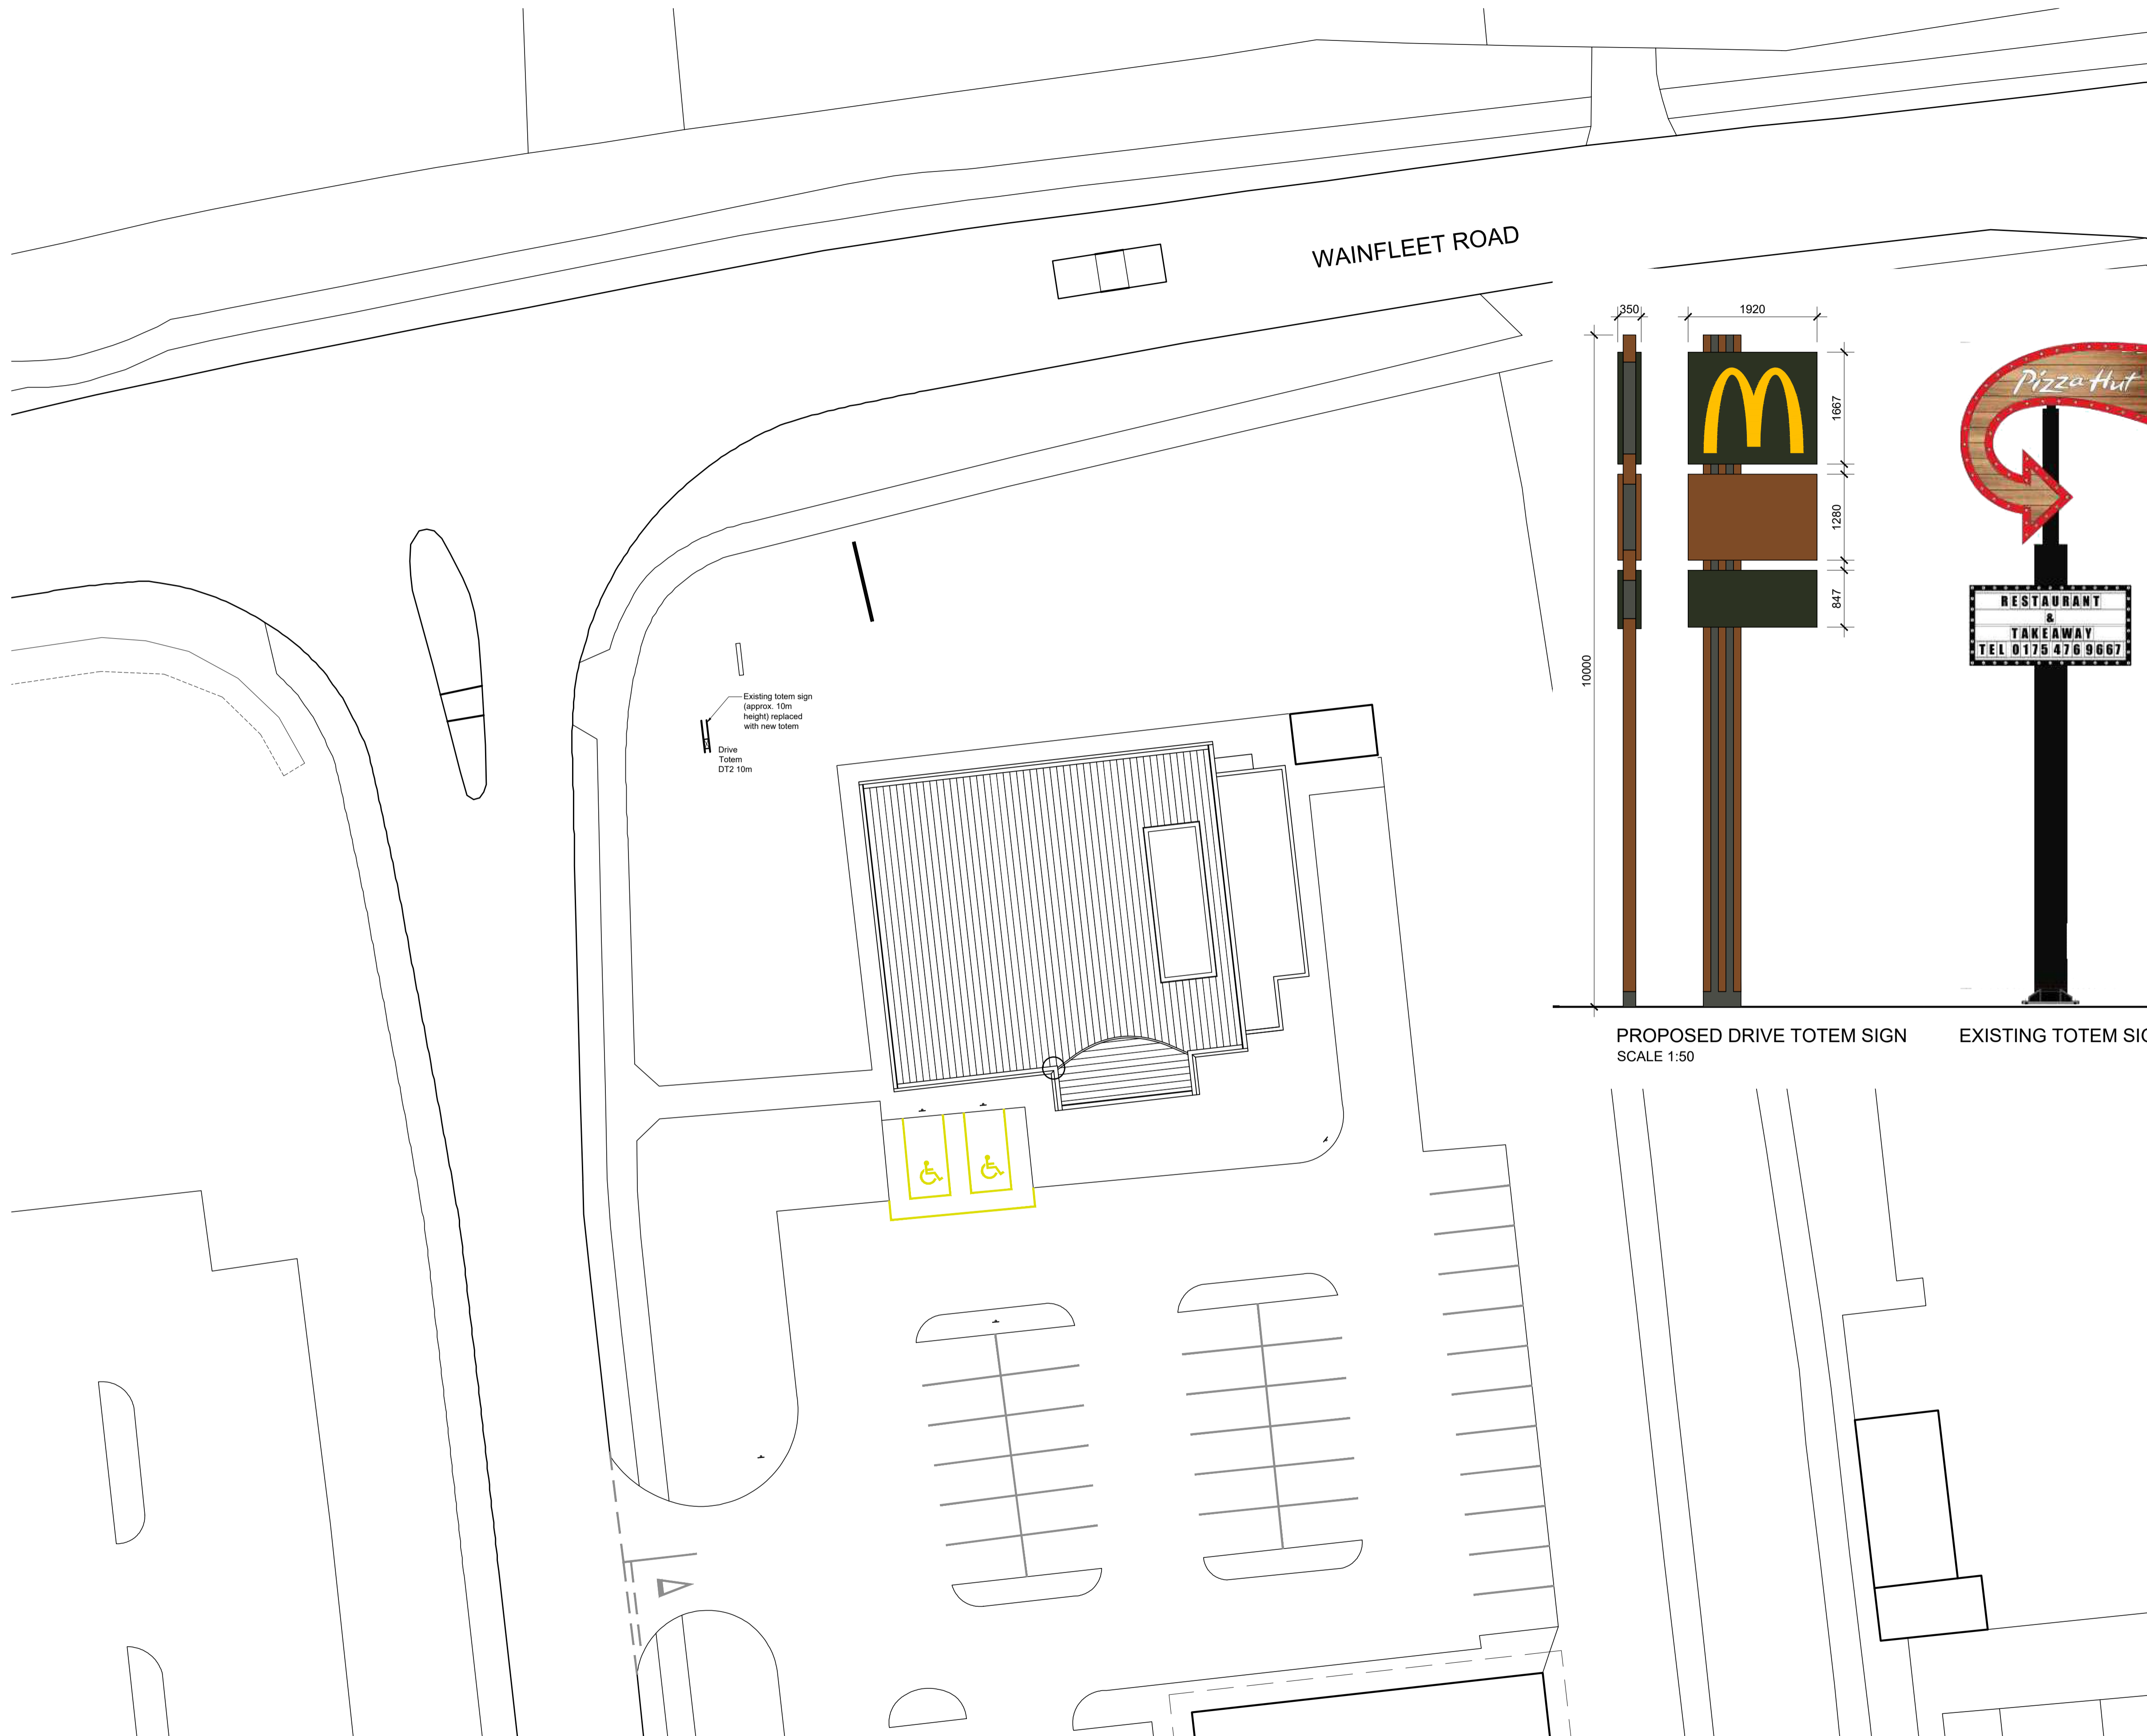 WAINFLEET ROAD
350
1920
1667
1280
847
10000
Pizza Hut
RESTAURANT
&
TAKEAWAY
TEL 0175 476 9667
Existing totem sign
(approx. 10m
height) replaced
with new totem
Drive
Totem
DT2 10m
PROPOSED DRIVE TOTEM SIGN
SCALE 1:50
EXISTING TOTEM